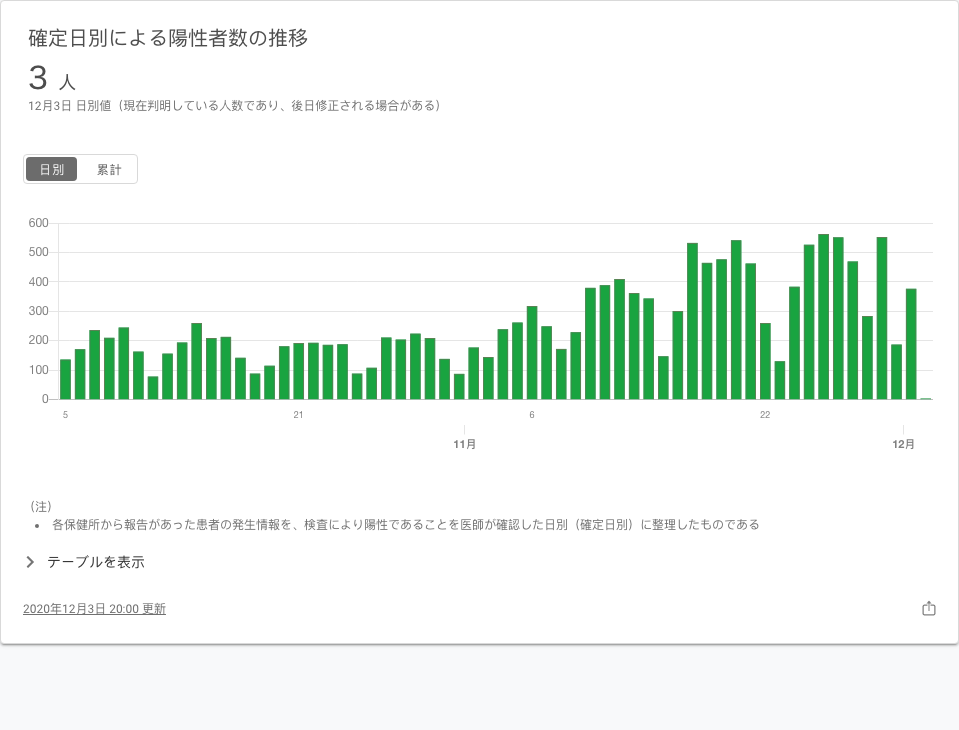 確定日別による陽性者数の推移
3 人
12月3日 日別値（現在判明している人数であり、後日修正される場合がある）
日別 累計
600
500
400
300
200
100
0
5 21 6 22
11月 12月
（注）
• 各保健所から報告があった患者の発生情報を、検査により陽性であることを医師が確認した日別（確定日別）に整理したものである
テーブルを表示
2020年12月3日 20:00 更新